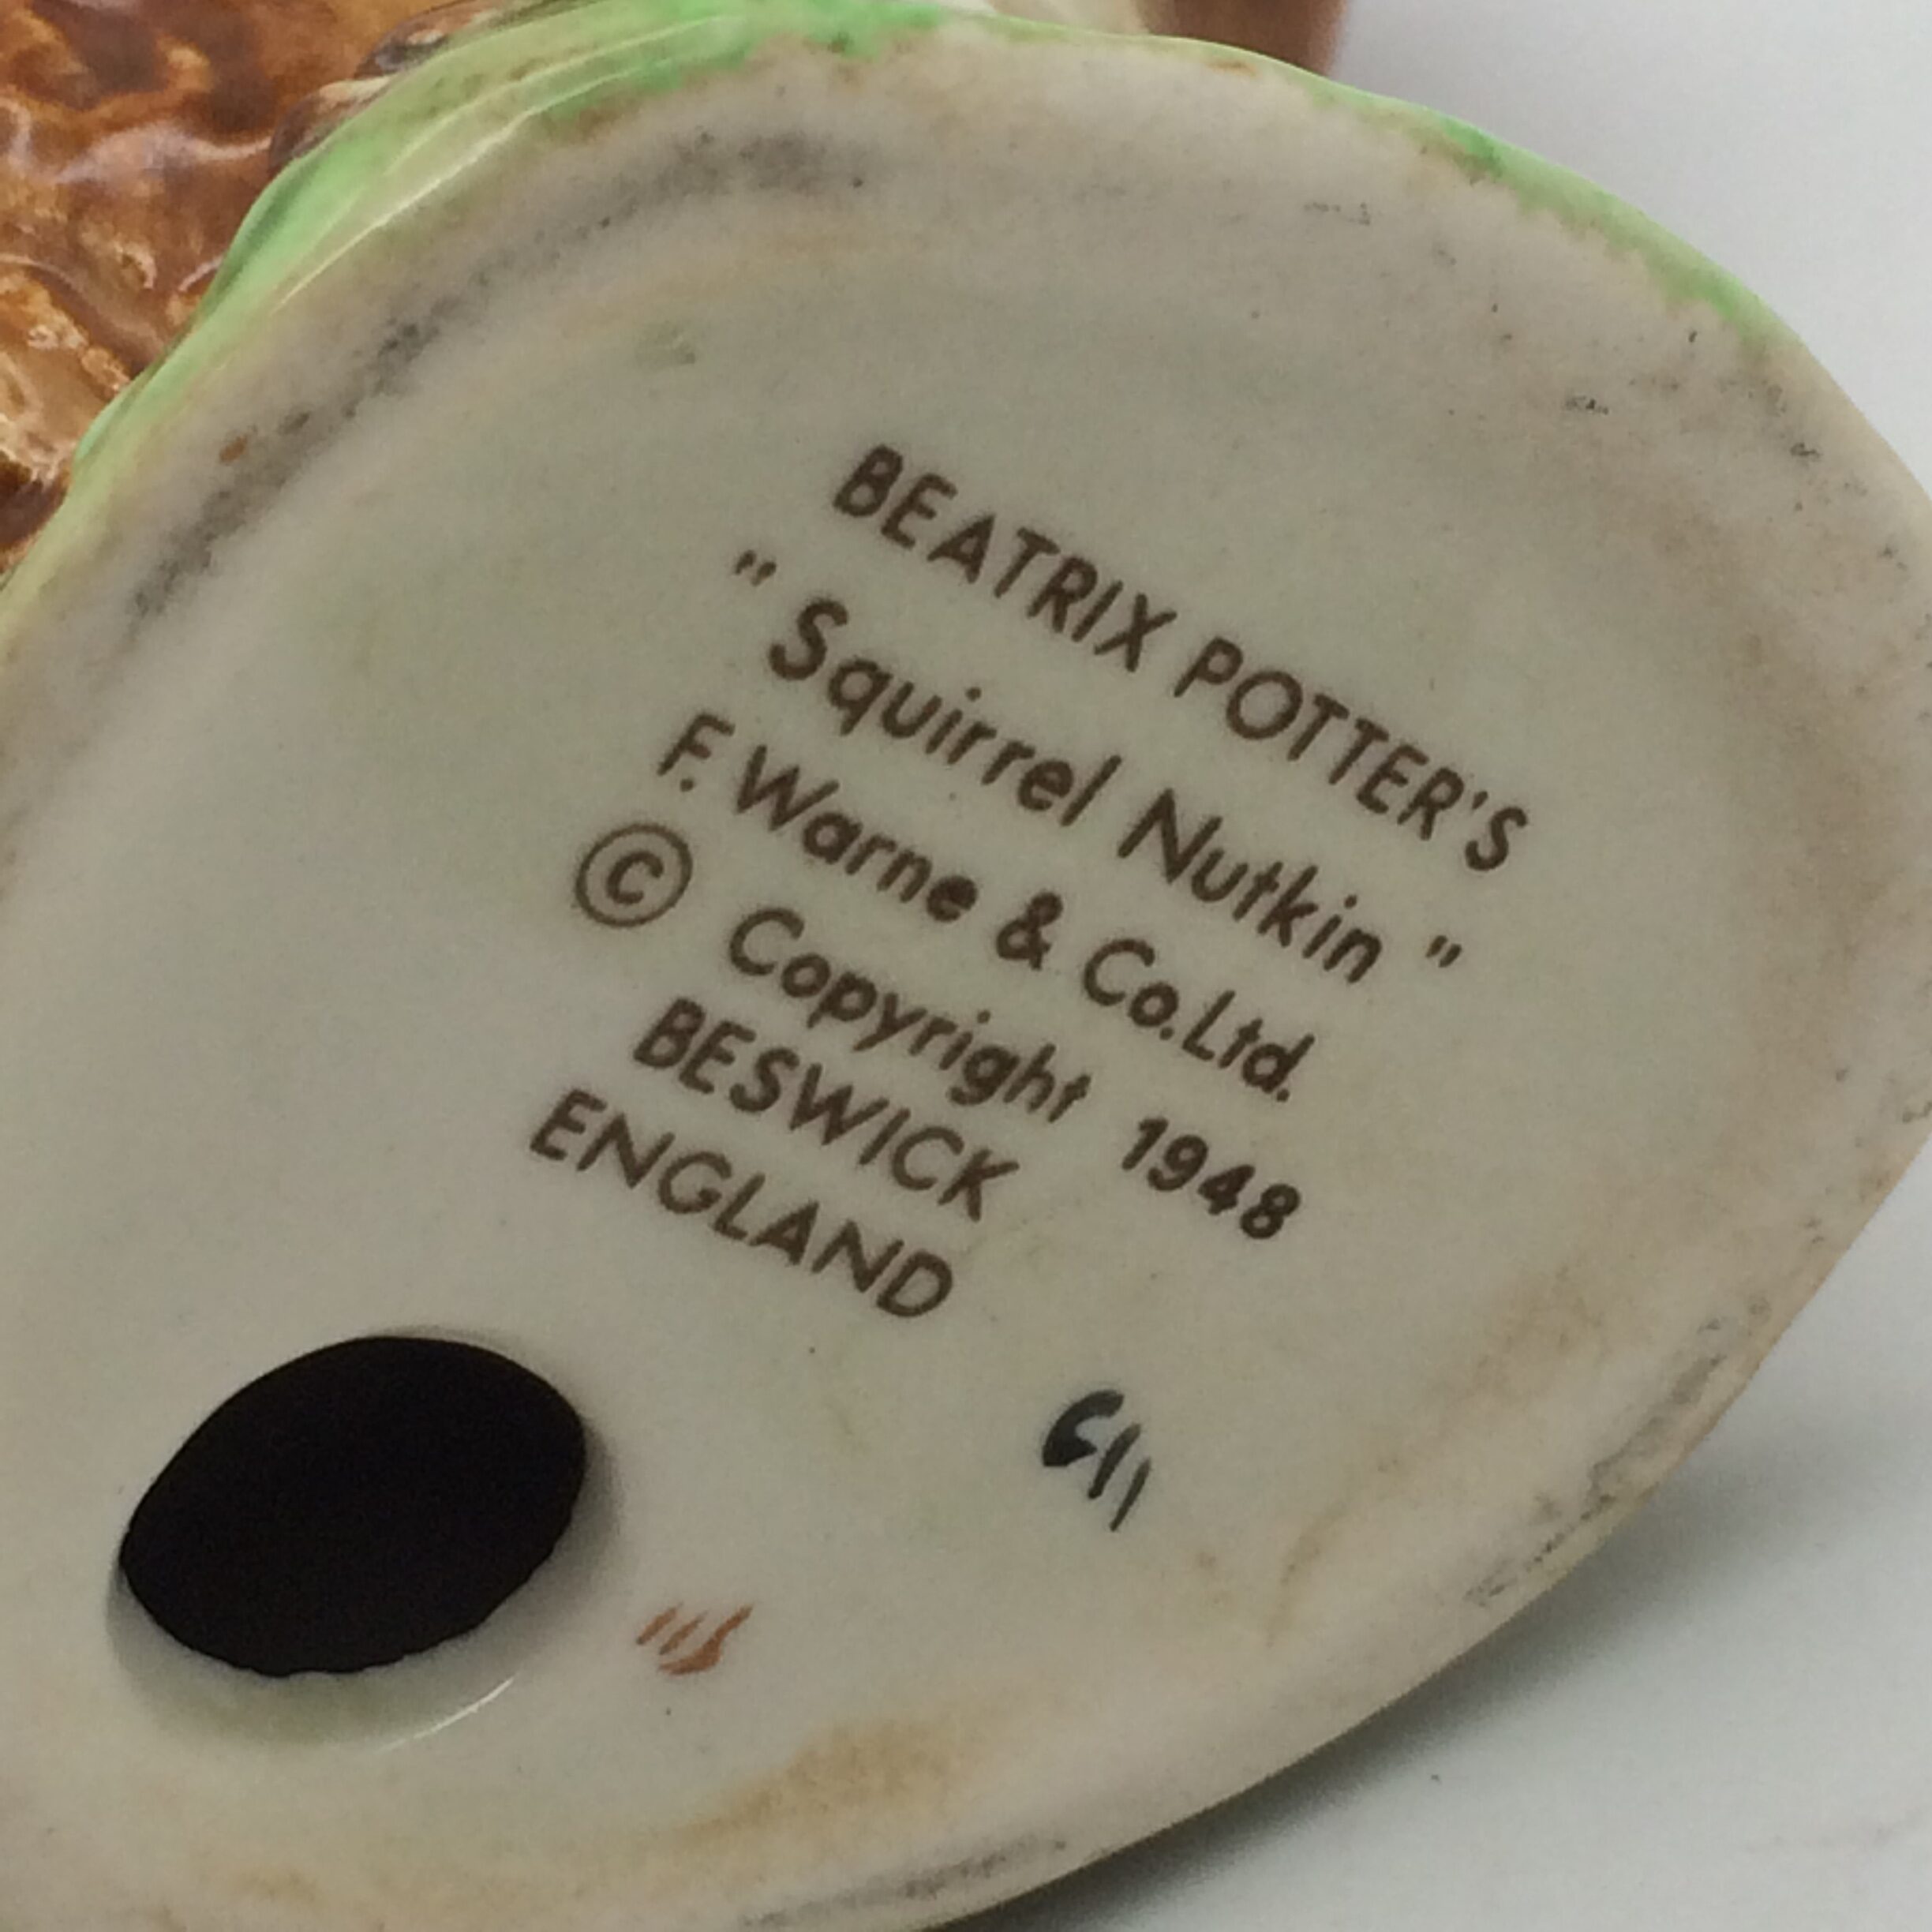 BEATRIX POTTER'S
"Squirrel Nutkin"
F. Warne & Co.Ltd.
© Copyright 1948
BESWICK
ENGLAND